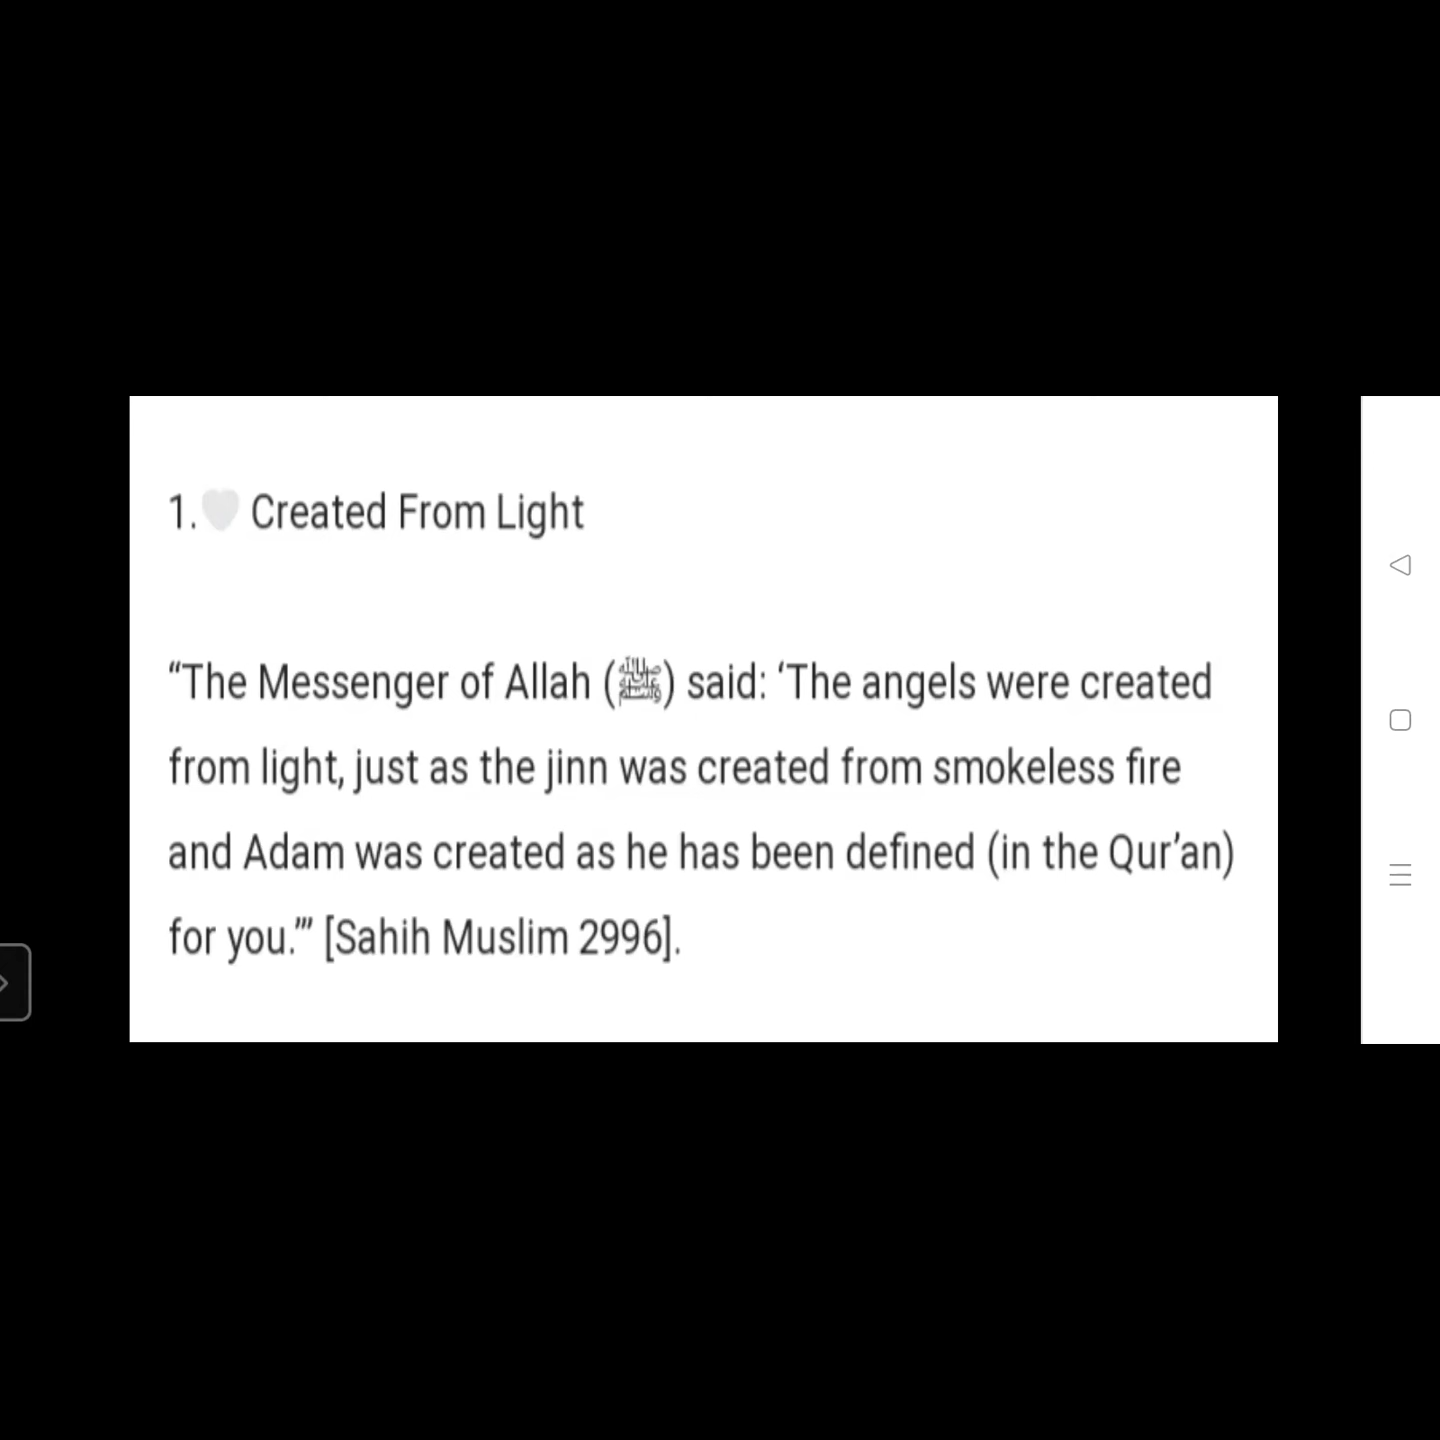 1.🤍 Created From Light
“The Messenger of Allah (ﷺ) said: ‘The angels were created
from light, just as the jinn was created from smokeless fire
and Adam was created as he has been defined (in the Qur’an)
for you.’” [Sahih Muslim 2996].